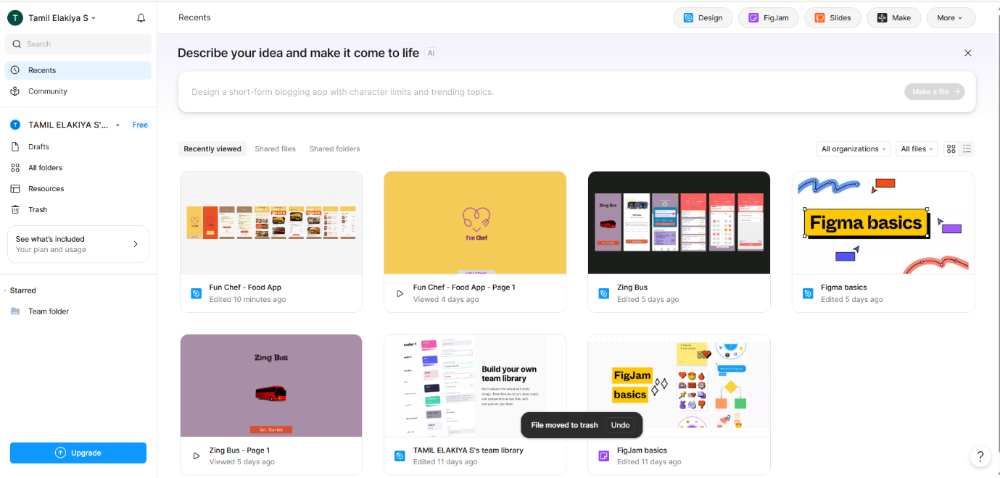 T Tamil Elakiya S
Search
Recents
Community
T TAMIL ELAKIYA S'... Free
Drafts
All folders
Resources
Trash
See what's included
Your plan and usage
Starred
Team folder
Upgrade
Recents
Design
FigJam
Slides
Make
More
Describe your idea and make it come to life AI
Design a short-form blogging app with character limits and trending topics.
Make a file
Recently viewed
Shared files
Shared folders
All organizations
All files
Fun Chef - Food App
Edited 10 minutes ago
Fun Chef
WELCOME
Fun Chef - Food App - Page 1
Viewed 4 days ago
Zing Bus
Zing Bus
Edited 5 days ago
Figma basics
Figma basics
Edited 5 days ago
Zing Bus
Get Started
Zing Bus - Page 1
Viewed 5 days ago
Build your own
team library
TAMIL ELAKIYA S's team library
Edited 11 days ago
FigJam
basics
FigJam basics
Edited 11 days ago
File moved to trash Undo
?